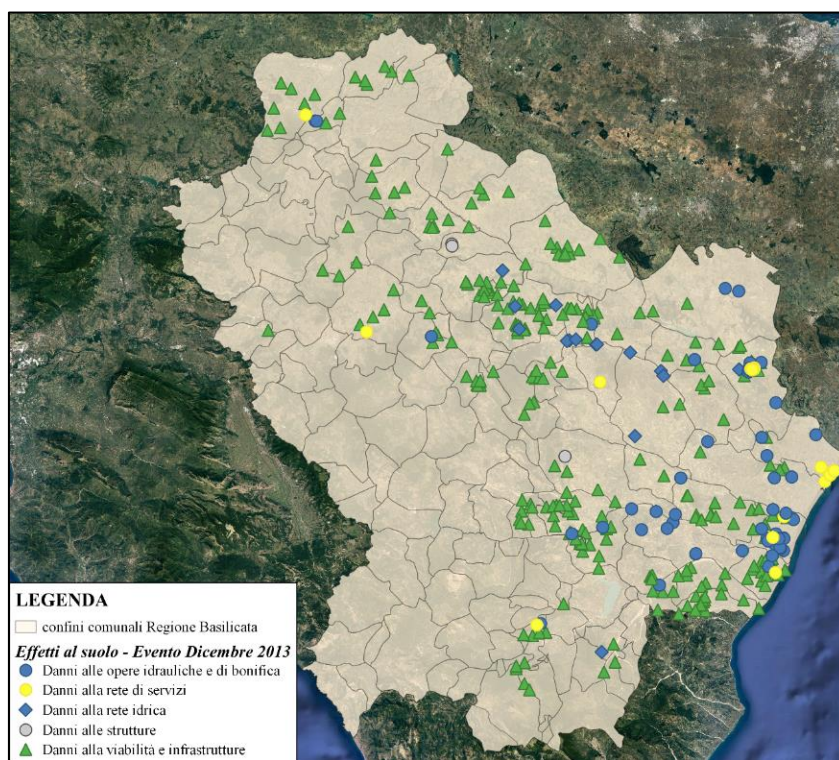 LEGENDA
confini comunali Regione Basilicata
Effetti al suolo - Evento Dicembre 2013
Danni alle opere idrauliche e di bonifica
Danni alla rete di servizi
Danni alla rete idrica
Danni alle strutture
Danni alla viabilità e infrastrutture